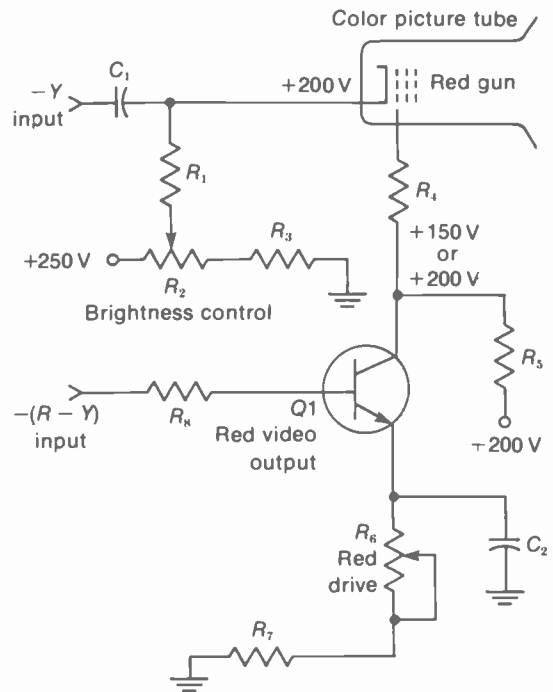 Color picture tube
C₁
−Y
input
+200 V
Red gun
R₁
R₄
+250 V
R₂
R₃
Brightness control
+150 V
or
+200 V
R₅
+200 V
−(R − Y)
input
R₈
Q1
Red video
output
R₆
Red
drive
C₂
R₇